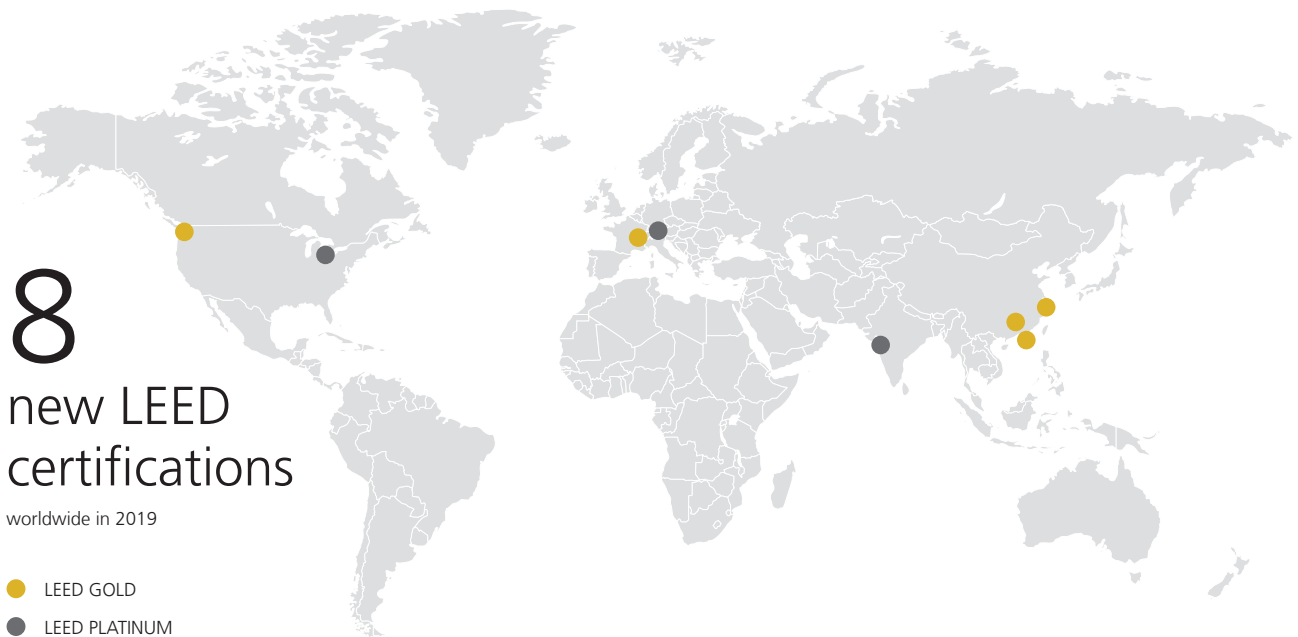 8
new LEED
certifications
worldwide in 2019
LEED GOLD
LEED PLATINUM